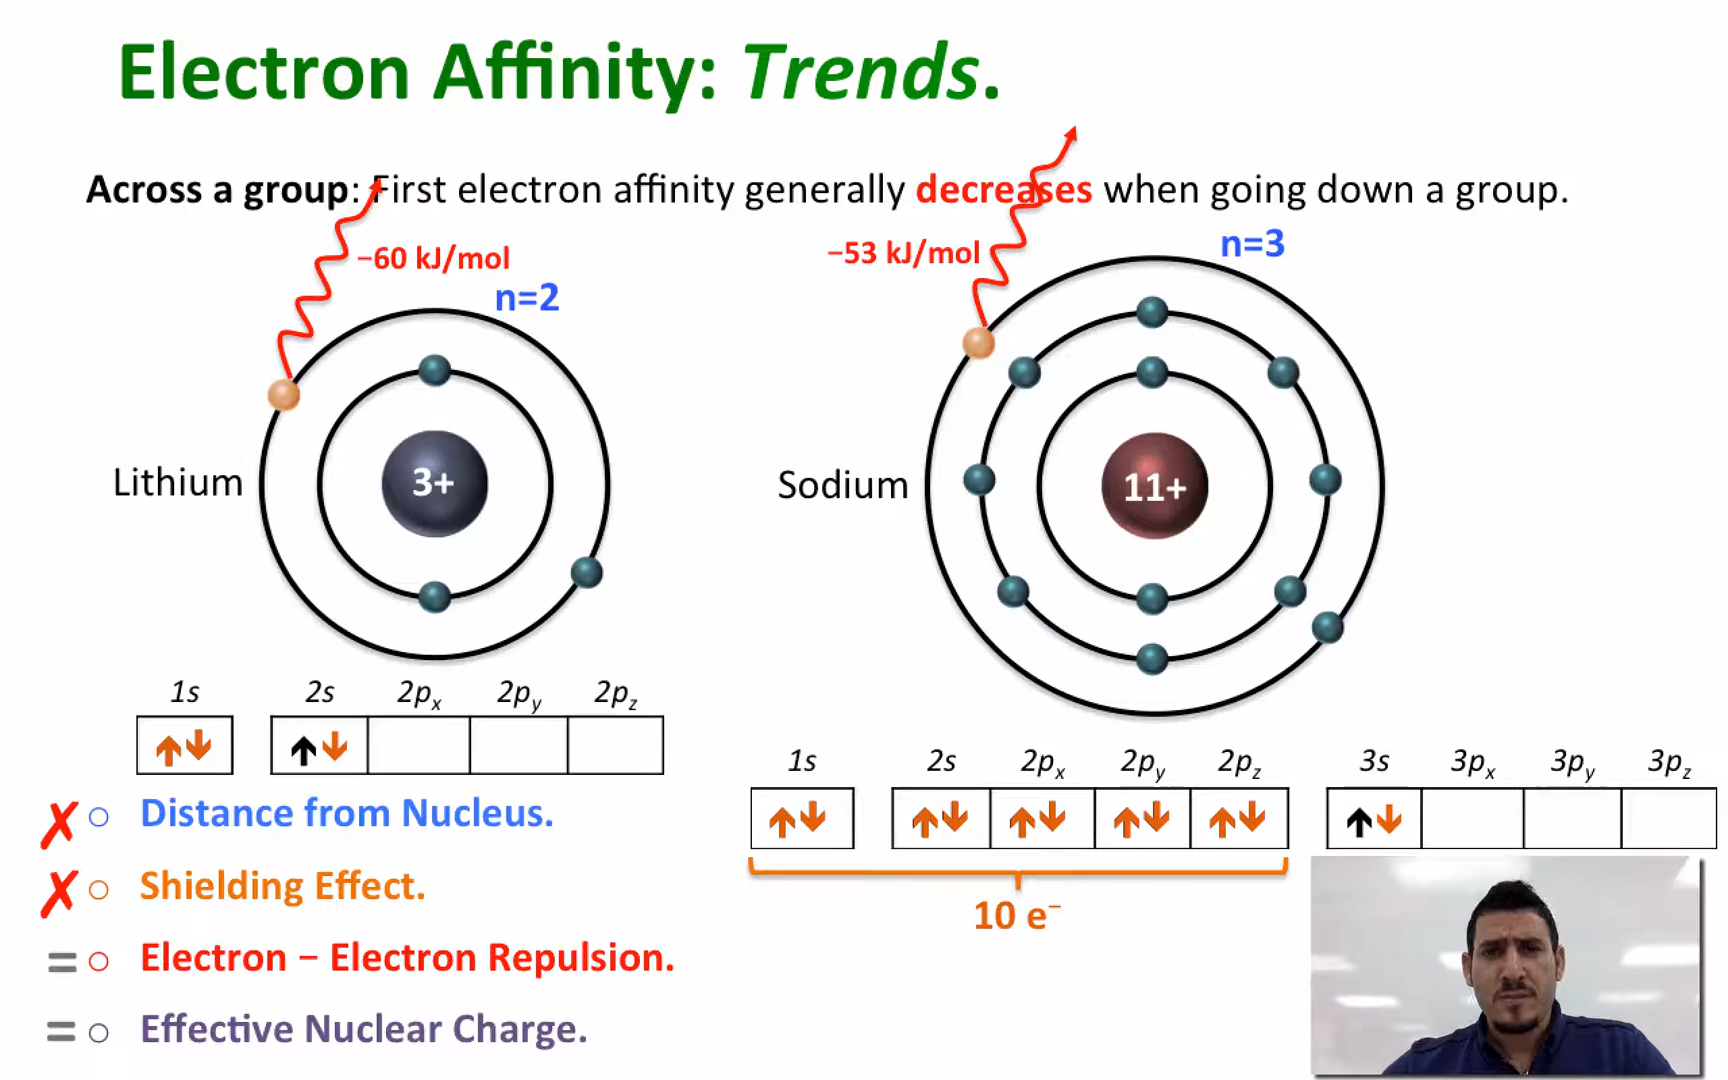 Electron Affinity: Trends.
Across a group: First electron affinity generally decreases when going down a group.
−60 kJ/mol
n=2
−53 kJ/mol
n=3
Lithium
3+
Sodium
11+
1s 2s 2px 2py 2pz
1s 2s 2px 2py 2pz 3s 3px 3py 3pz
10 e−
✗ ○ Distance from Nucleus.
✗ ○ Shielding Effect.
= ○ Electron − Electron Repulsion.
= ○ Effective Nuclear Charge.